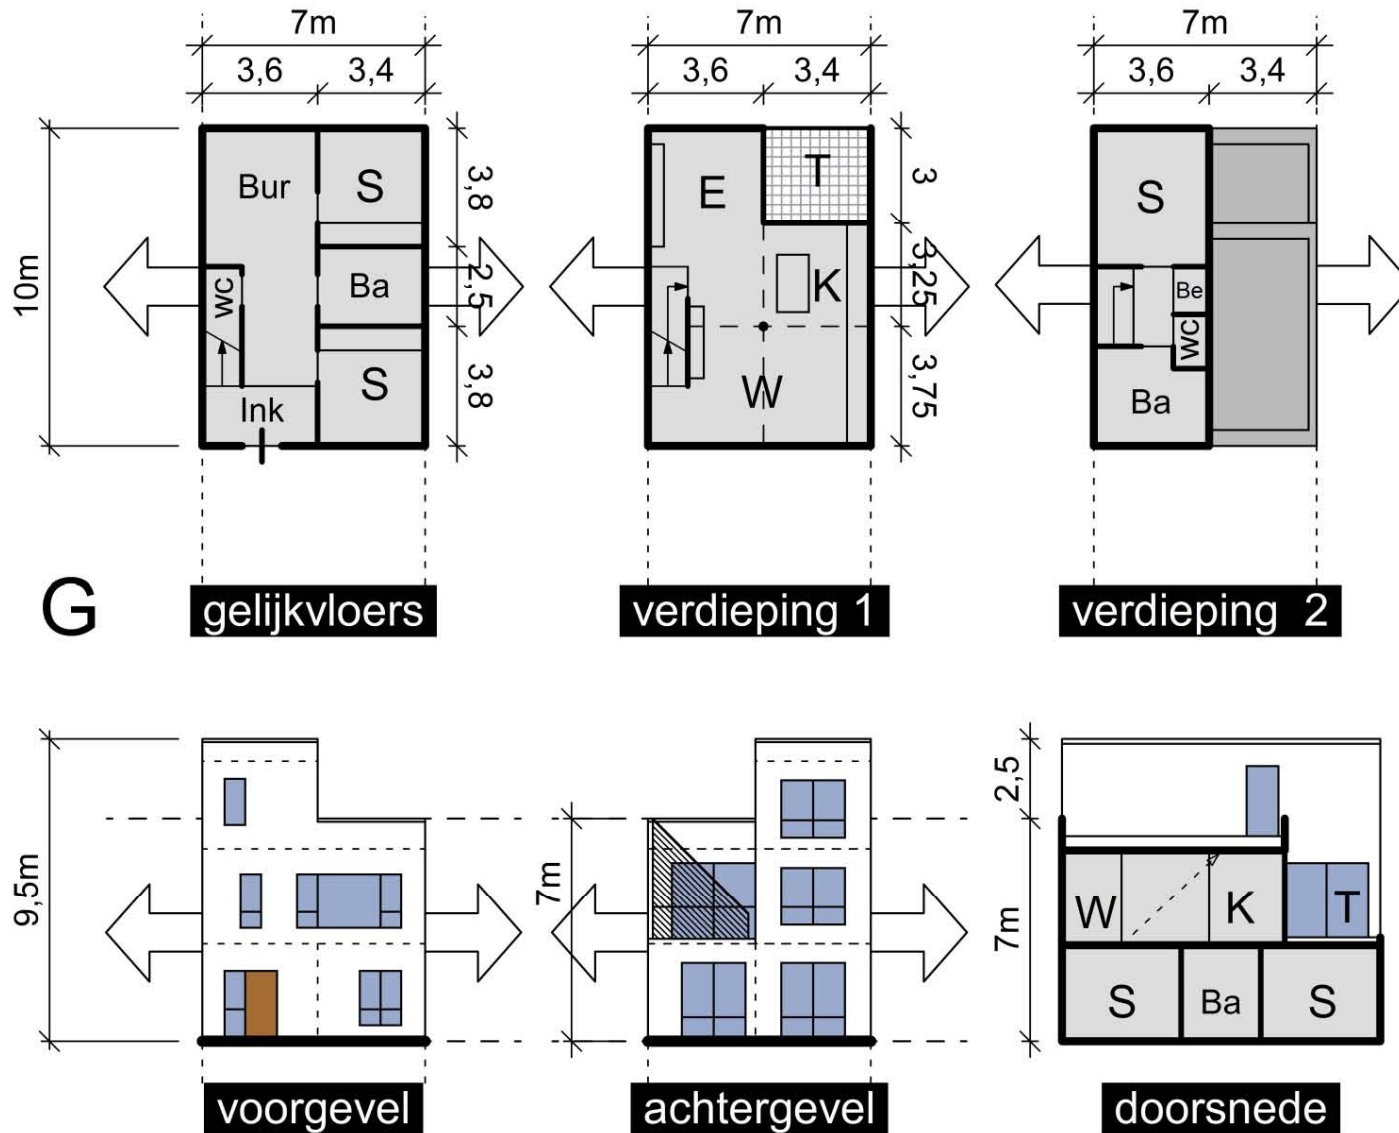 7m
3,6 3,4
7m
3,6 3,4
7m
3,6 3,4
10m
Bur
S
3,8
wc
Ba
2,5
S
3,8
Ink
E
T
3
K
3,25
W
3,75
S
Be
wc
Ba
G
gelijkvloers
verdieping 1
verdieping 2
9,5m
7m
2,5
7m
W
K
T
S
Ba
S
voorgevel
achtergevel
doorsnede